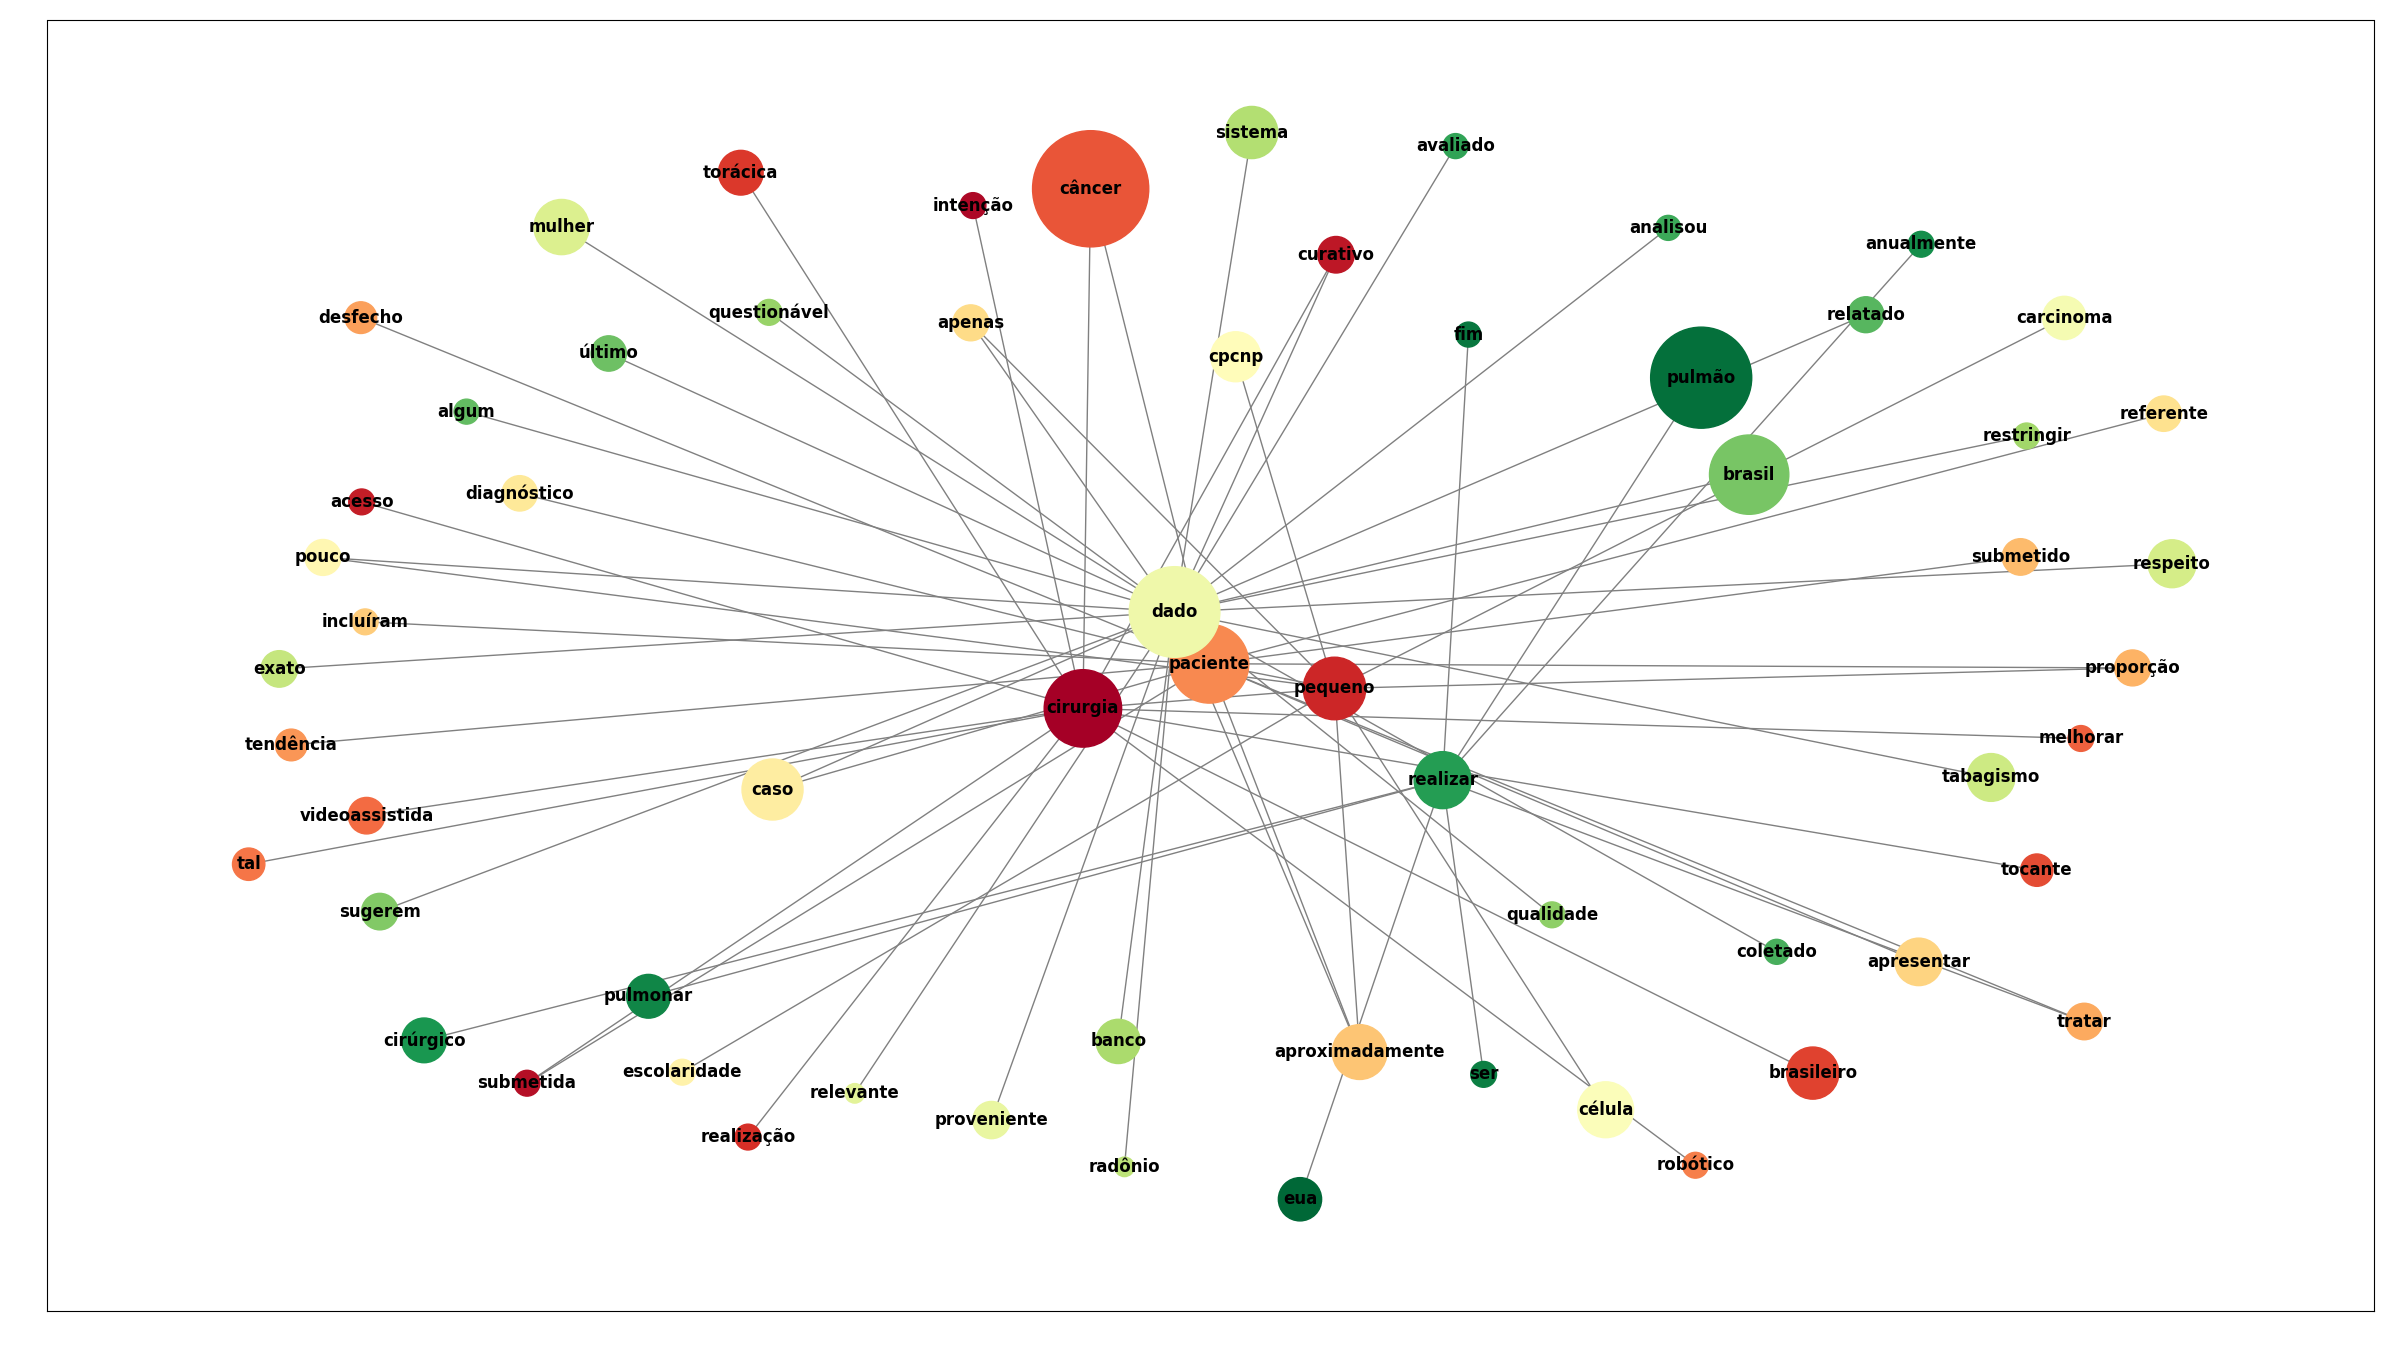 sistema
avaliado
torácica
câncer
intenção
mulher
analisou
anualmente
curativo
questionável
desfecho
apenas
relatado
carcinoma
fim
último
cpcnp
pulmão
algum
referente
restringir
brasil
diagnóstico
acesso
pouco
submetido
respeito
dado
incluíram
exato
paciente
proporção
pequeno
cirurgia
tendência
melhorar
tabagismo
realizar
caso
videoassistida
tal
tocante
sugerem
qualidade
coletado
apresentar
pulmonar
tratar
cirúrgico
banco
aproximadamente
escolaridade
ser
brasileiro
submetida
relevante
célula
proveniente
realização
radônio
robótico
eua